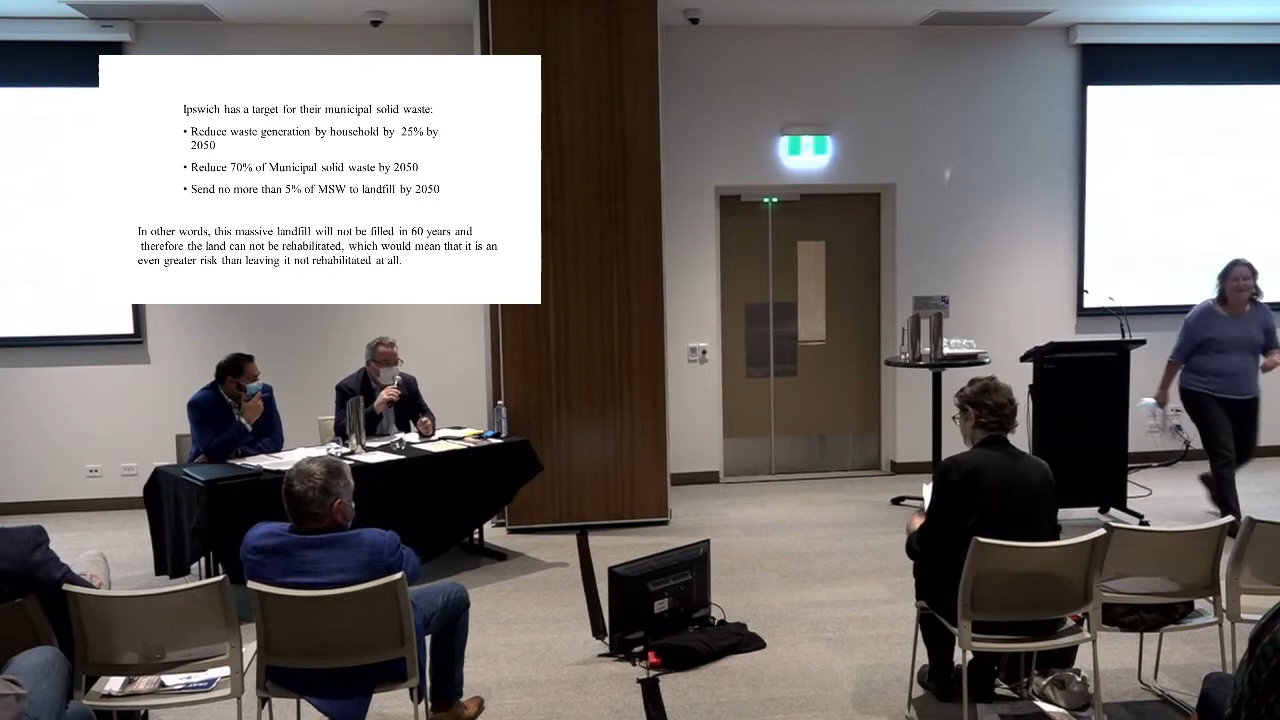 Ipswich has a target for their municipal solid waste:
• Reduce waste generation by household by 25% by
2050
• Reduce 70% of Municipal solid waste by 2050
• Send no more than 5% of MSW to landfill by 2050
In other words, this massive landfill will not be filled in 60 years and
therefore the land can not be rehabilitated, which would mean that it is an
even greater risk than leaving it not rehabilitated at all.